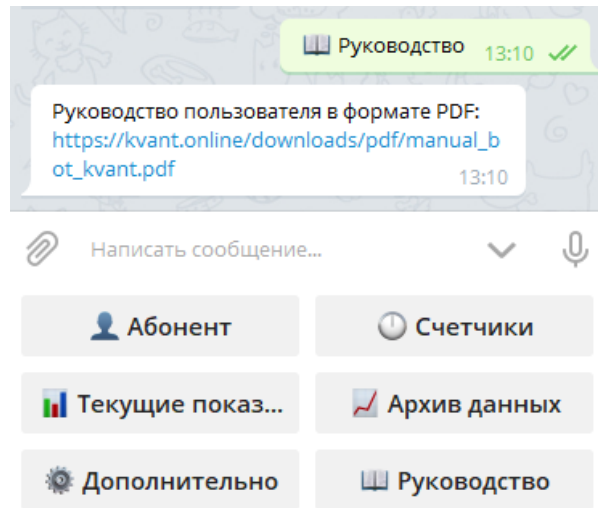 Руководство 13:10
Руководство пользователя в формате PDF:
https://kvant.online/downloads/pdf/manual_b
ot_kvant.pdf 13:10
Написать сообщение...
Абонент Счетчики
Текущие показ... Архив данных
Дополнительно Руководство